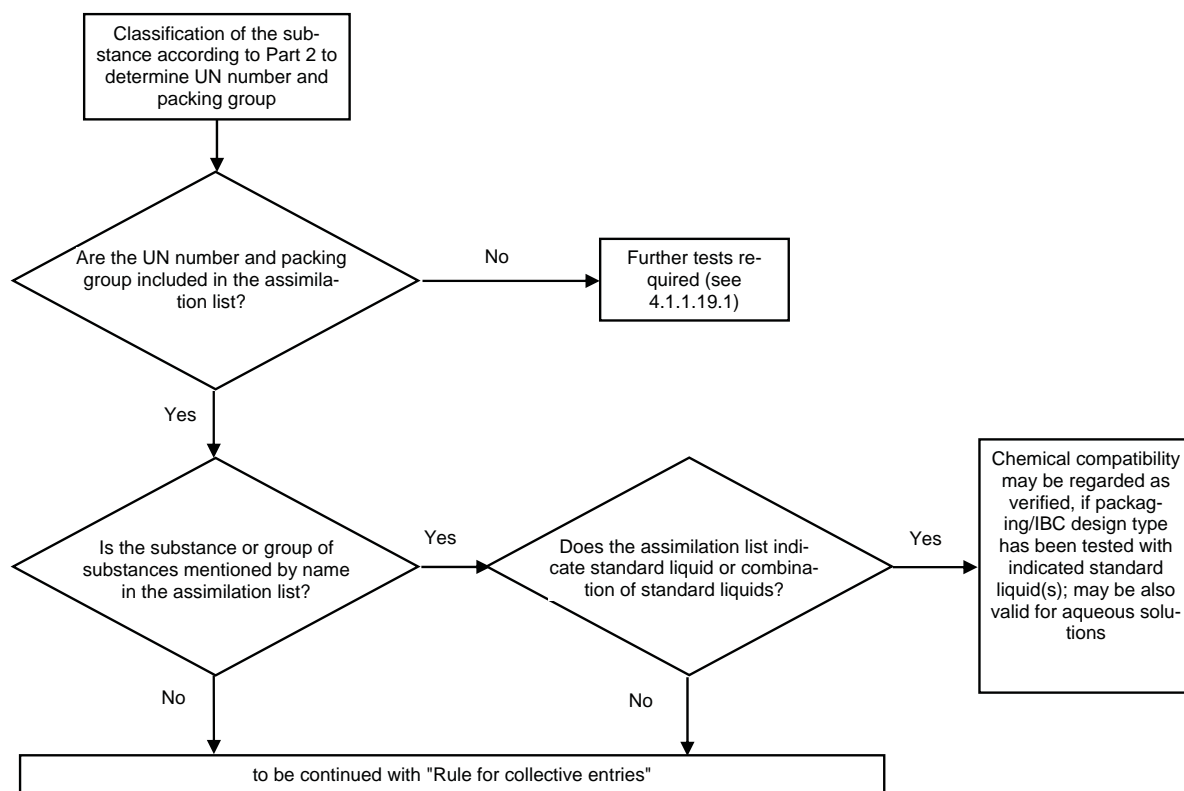 Classification of the sub-
stance according to Part 2 to
determine UN number and
packing group
Are the UN number and packing
group included in the assimila-
tion list?
No
Further tests re-
quired (see
4.1.1.19.1)
Yes
Is the substance or group of
substances mentioned by name
in the assimilation list?
Yes
Does the assimilation list indi-
cate standard liquid or combina-
tion of standard liquids?
Yes
Chemical compatibility
may be regarded as
verified, if packag-
ing/IBC design type
has been tested with
indicated standard
liquid(s); may be also
valid for aqueous solu-
tions
No
No
to be continued with "Rule for collective entries"